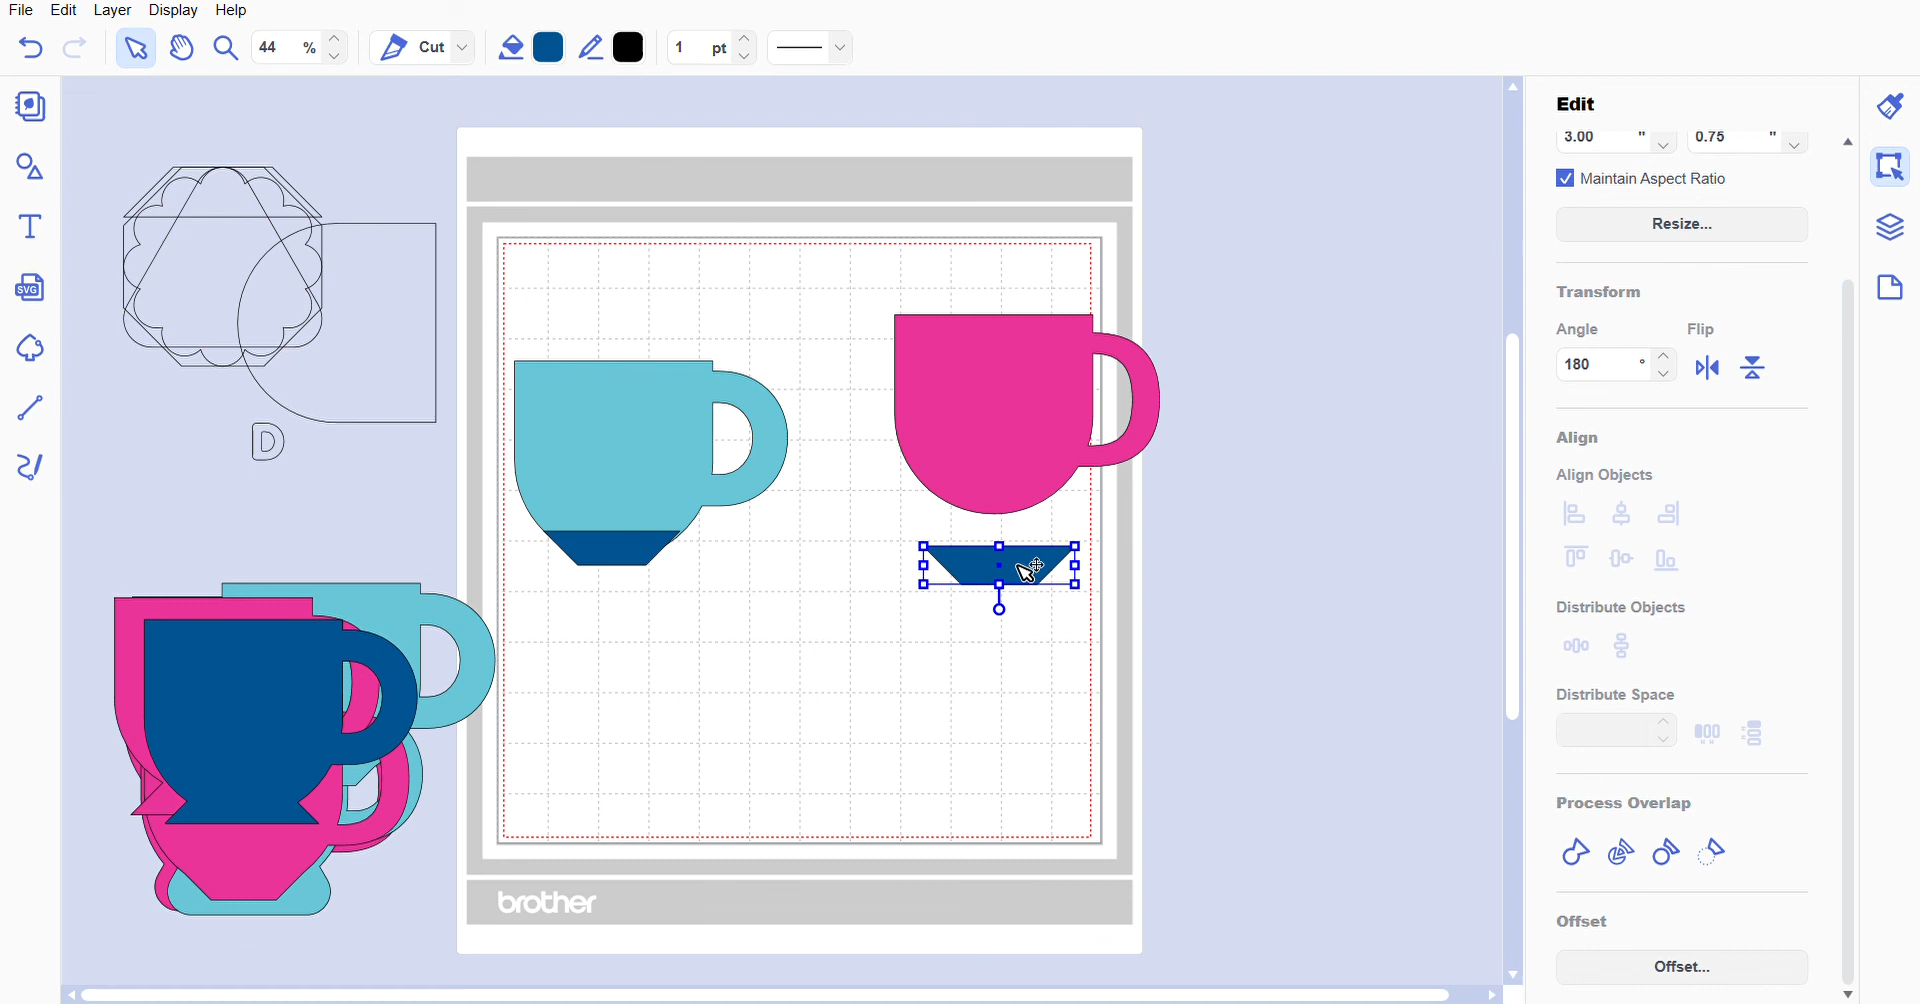 File Edit Layer Display Help
44 % Cut 1 pt
Edit
3.00 " 0.75 "
Maintain Aspect Ratio
Resize...
Transform
Angle Flip
180 °
Align
Align Objects
Distribute Objects
Distribute Space
Process Overlap
Offset
Offset...
T
SVG
D
brother